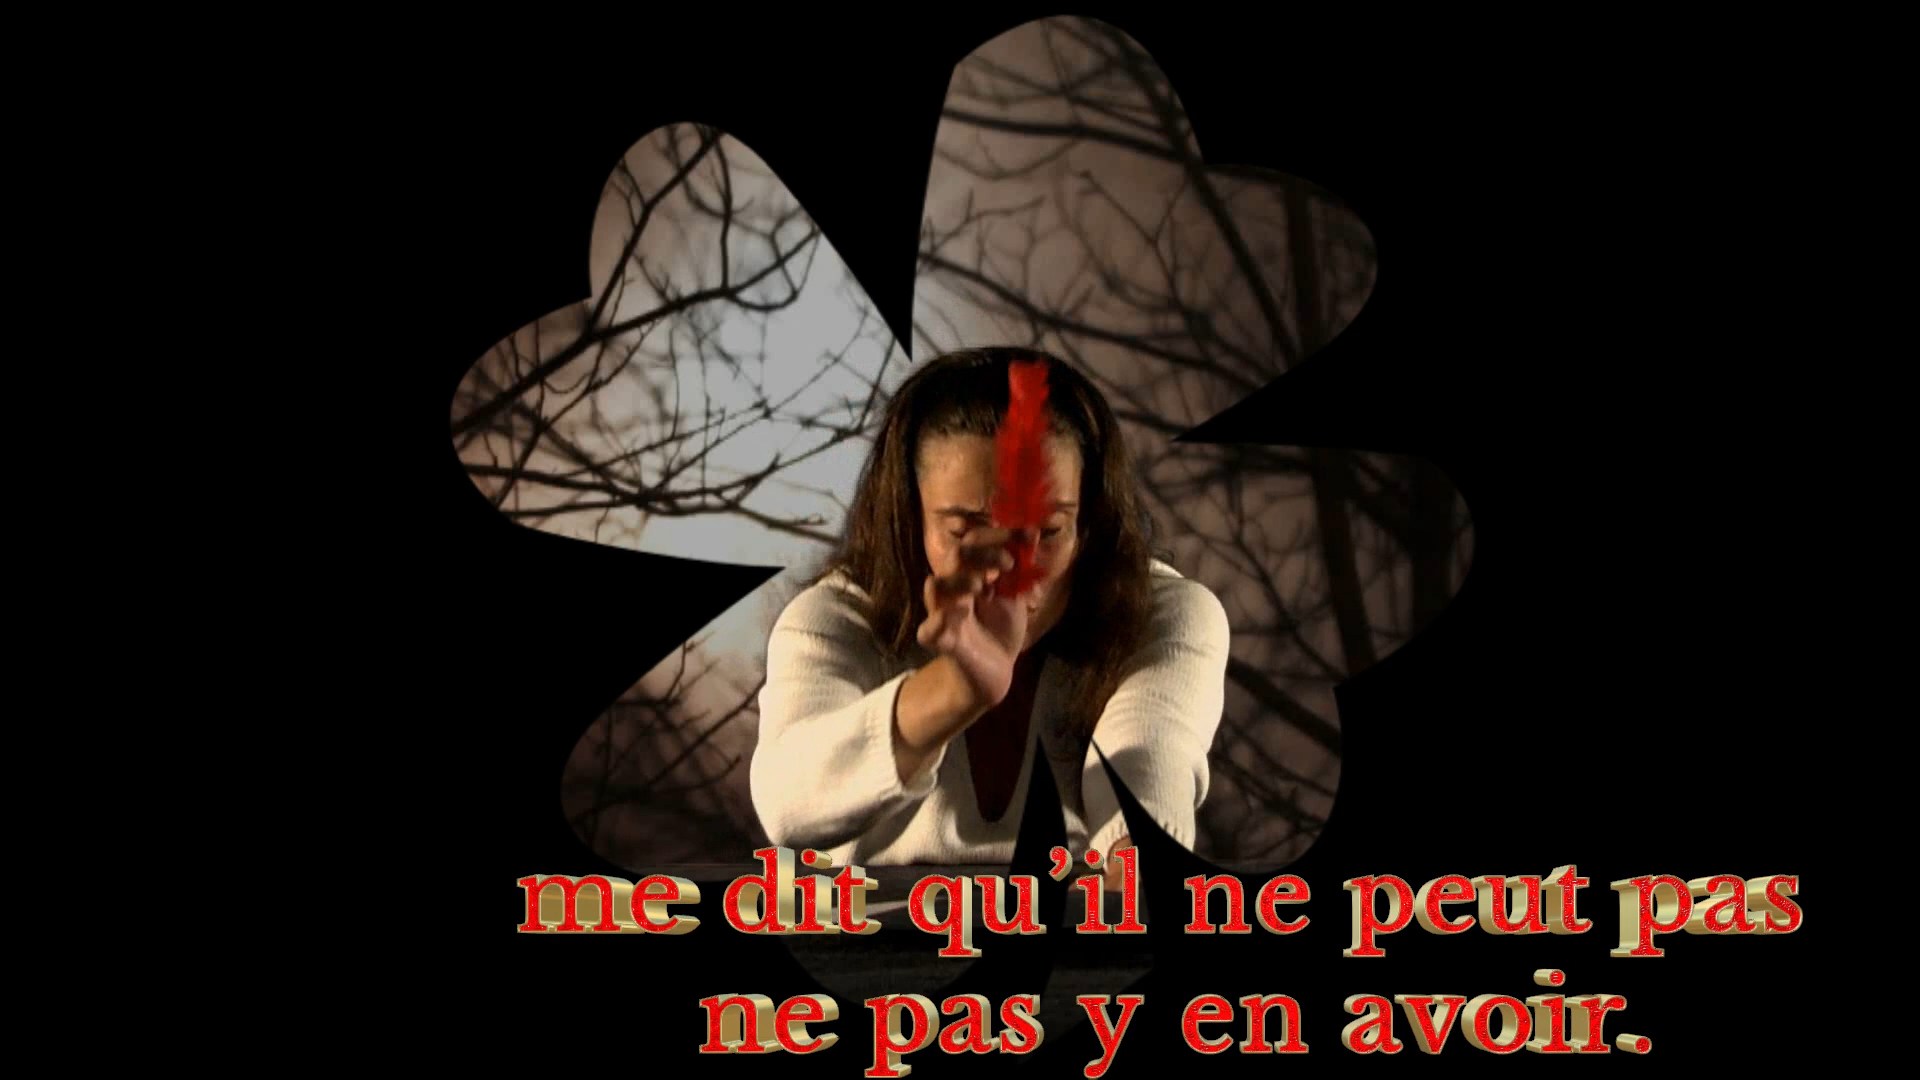 me dit qu’il ne peut pas
ne pas y en avoir.